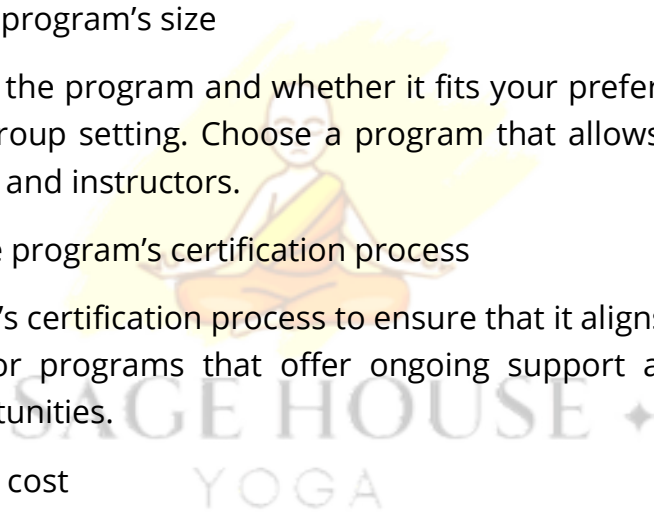 program’s size
the program and whether it fits your prefer
roup setting. Choose a program that allows
and instructors.
e program’s certification process
’s certification process to ensure that it aligns
or programs that offer ongoing support a
tunities.
SAGE HOUSE
cost
YOGA